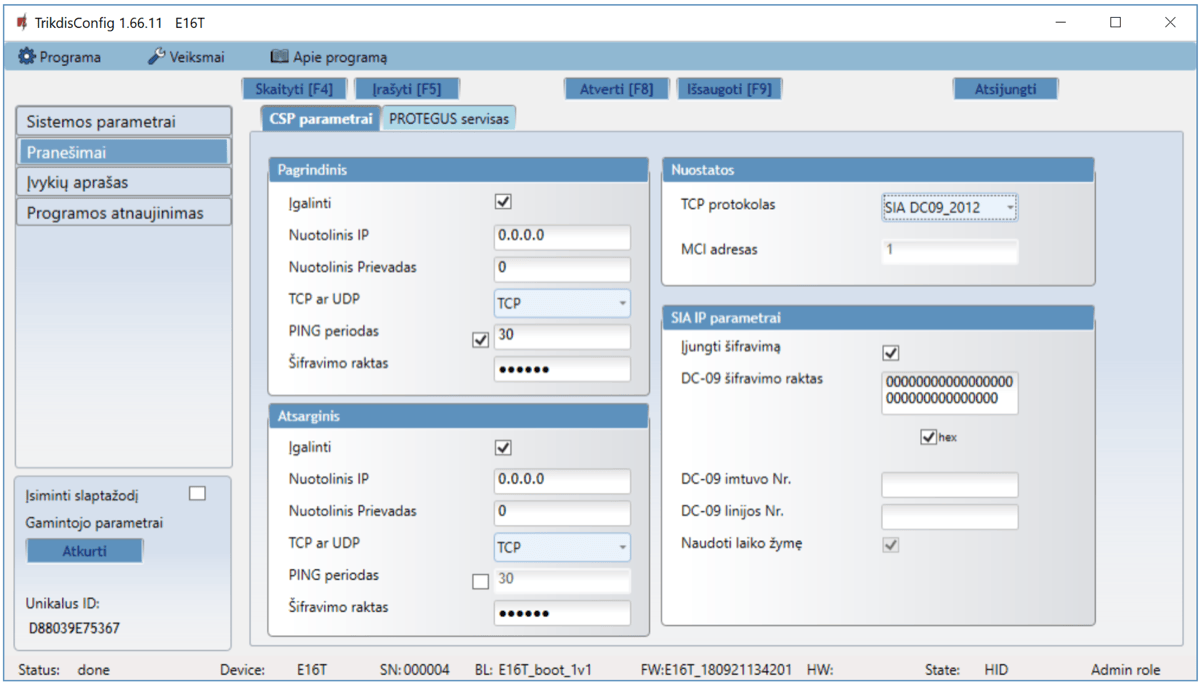 TrikdisConfig 1.66.11 E16T
Programa Veiksmai Apie programą
Skaityti [F4] Įrašyti [F5] Atverti [F8] Išsaugoti [F9] Atsijungti
Sistemos parametrai
Pranešimai
Įvykių aprašas
Programos atnaujinimas
Įsiminti slaptažodį
Gamintojo parametrai
Atkurti
Unikalus ID:
D88039E75367
CSP parametrai PROTEGUS servisas
Pagrindinis
Įgalinti
Nuotolinis IP 0.0.0.0
Nuotolinis Prievadas 0
TCP ar UDP TCP
PING periodas 30
Šifravimo raktas ●●●●●●
Atsarginis
Įgalinti
Nuotolinis IP 0.0.0.0
Nuotolinis Prievadas 0
TCP ar UDP TCP
PING periodas 30
Šifravimo raktas ●●●●●●
Nuostatos
TCP protokolas SIA DC09_2012
MCI adresas 1
SIA IP parametrai
Įjungti šifravimą
DC-09 šifravimo raktas 00000000000000000
000000000000000
hex
DC-09 imtuvo Nr.
DC-09 linijos Nr.
Naudoti laiko žymę
Status: done Device: E16T SN: 000004 BL: E16T_boot_1v1 FW:E16T_180921134201 HW: State: HID Admin role